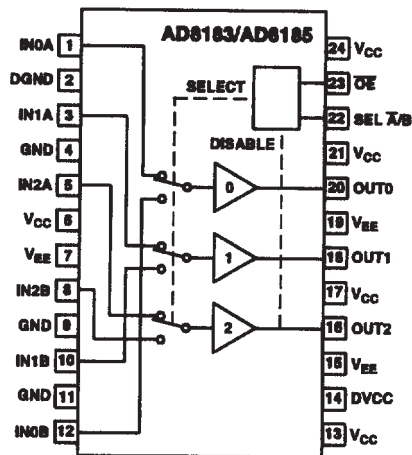 AD8183/AD8185
IN0A 1
DGND 2
IN1A 3
GND 4
IN2A 5
VCC 6
VEE 7
IN2B 8
GND 9
IN1B 10
GND 11
IN0B 12
SELECT
DISABLE
0
1
2
24 VCC
23 OE
22 SEL A/B
21 VCC
20 OUT0
19 VEE
18 OUT1
17 VCC
16 OUT2
15 VEE
14 DVCC
13 VCC